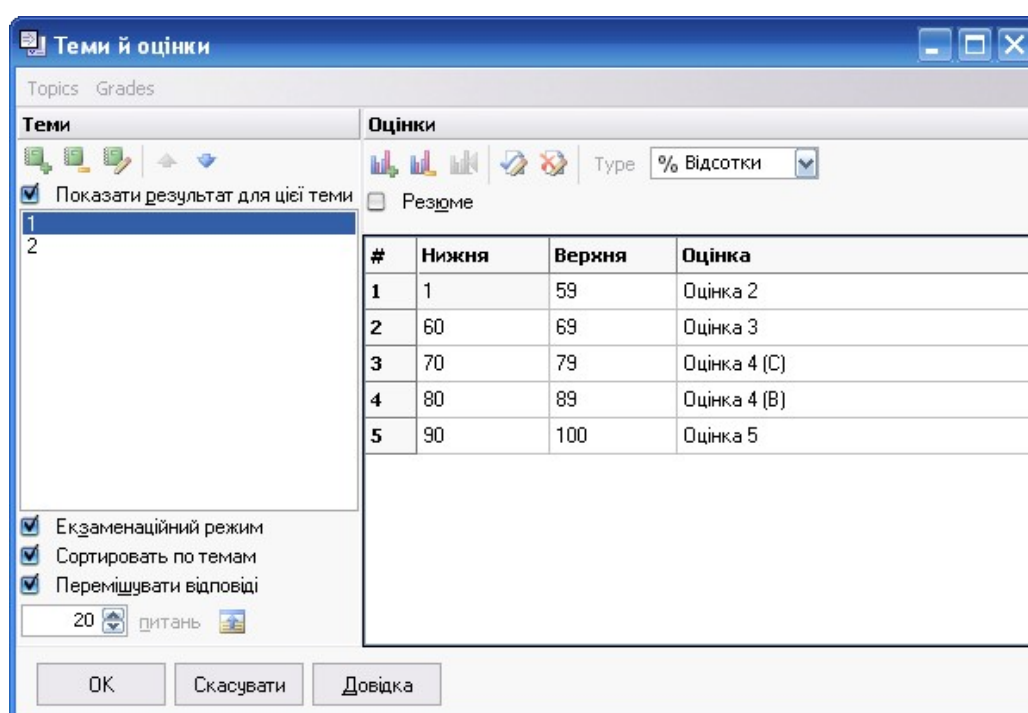 Теми й оцінки
Topics Grades
Теми
Оцінки
Type % Відсотки
Показати результат для цієї теми
Резюме
1
2
# Нижня Верхня Оцінка
1 1 59 Оцінка 2
2 60 69 Оцінка 3
3 70 79 Оцінка 4 (C)
4 80 89 Оцінка 4 (B)
5 90 100 Оцінка 5
Екзаменаційний режим
Сортировать по темам
Перемішувати відповіді
20 питань
OK Скасувати Довідка